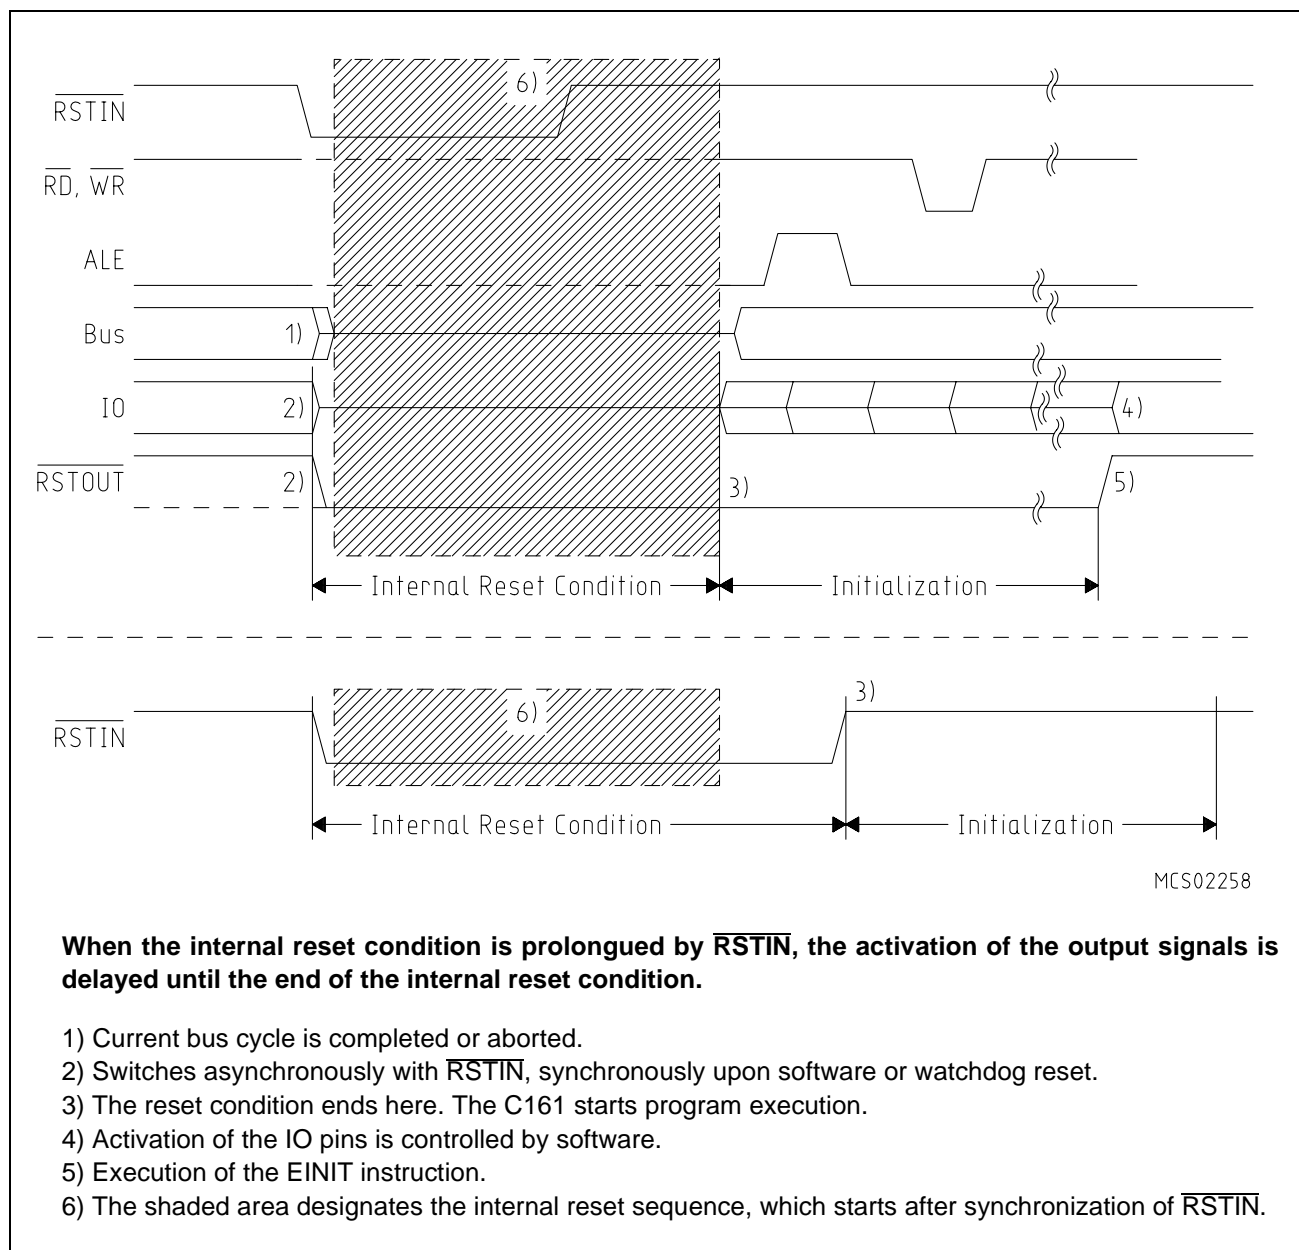 6)
RSTIN
RD, WR
ALE
Bus
1)
IO
2)
4)
RSTOUT
2)
3)
5)
Internal Reset Condition
Initialization
3)
6)
RSTIN
Internal Reset Condition
Initialization
MCS02258
When the internal reset condition is prolongued by RSTIN, the activation of the output signals is
delayed until the end of the internal reset condition.
1) Current bus cycle is completed or aborted.
2) Switches asynchronously with RSTIN, synchronously upon software or watchdog reset.
3) The reset condition ends here. The C161 starts program execution.
4) Activation of the IO pins is controlled by software.
5) Execution of the EINIT instruction.
6) The shaded area designates the internal reset sequence, which starts after synchronization of RSTIN.